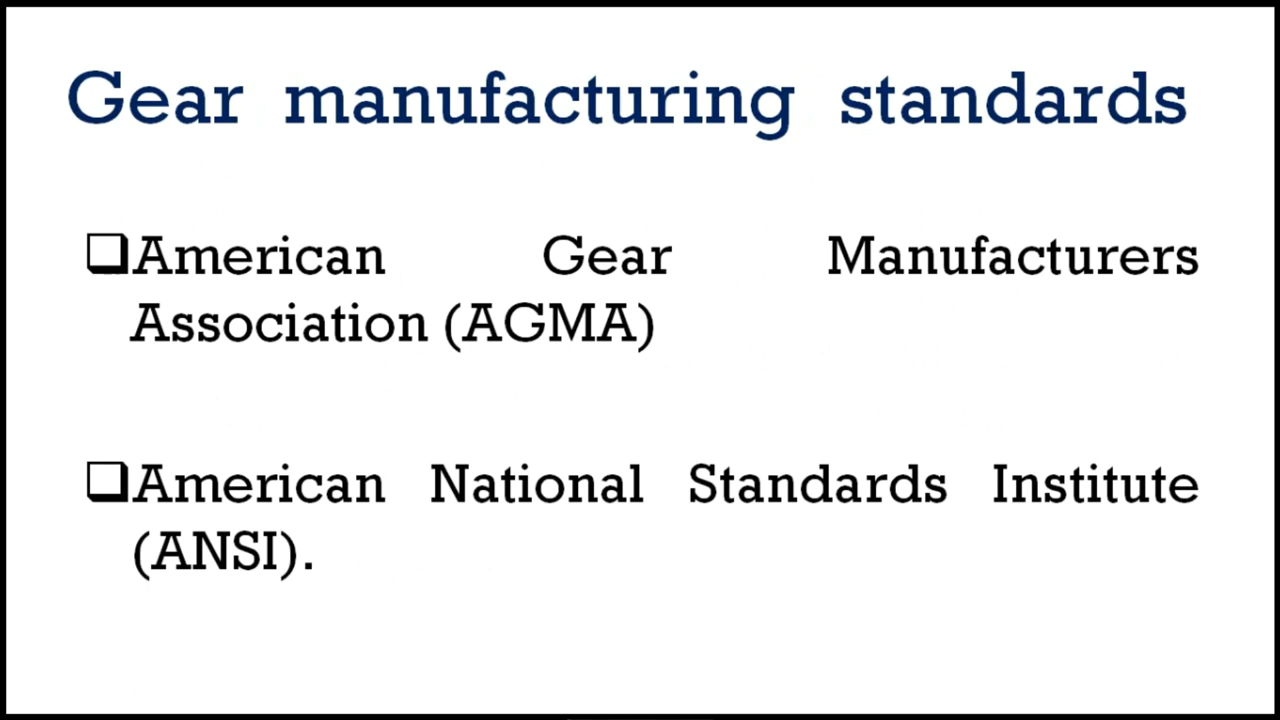 Gear manufacturing standards
❑American Gear Manufacturers
Association (AGMA)
❑American National Standards Institute
(ANSI).